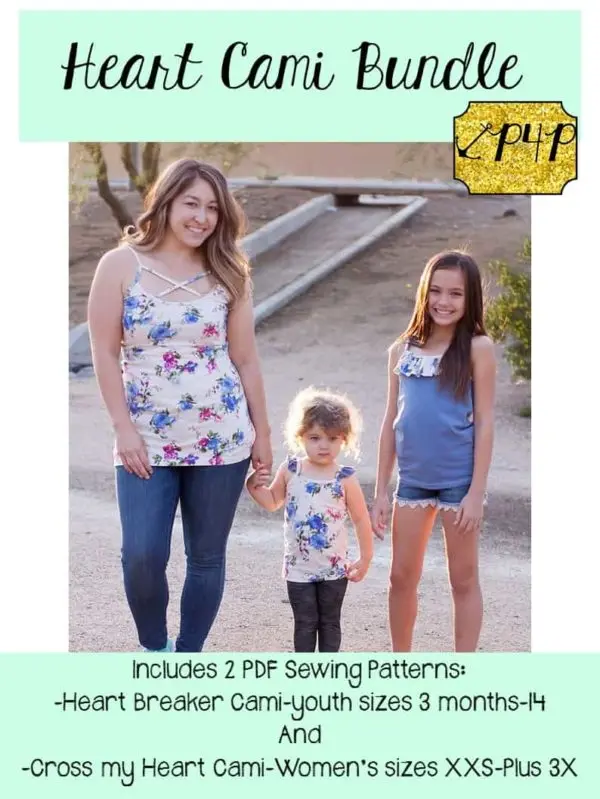 Heart Cami Bundle
P4P
Includes 2 PDF Sewing Patterns:
-Heart Breaker Cami-youth sizes 3 months-14
And
-Cross my Heart Cami-Women's sizes XXS-Plus 3X